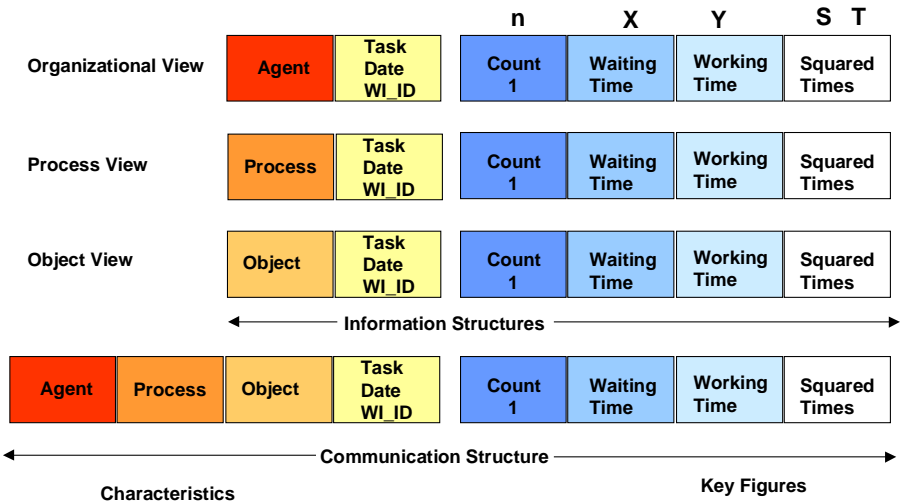 n X Y S T
Organizational View
Agent
Task
Date
WI_ID
Count
1
Waiting
Time
Working
Time
Squared
Times
Process View
Process
Task
Date
WI_ID
Count
1
Waiting
Time
Working
Time
Squared
Times
Object View
Object
Task
Date
WI_ID
Count
1
Waiting
Time
Working
Time
Squared
Times
Information Structures
Agent
Process
Object
Task
Date
WI_ID
Count
1
Waiting
Time
Working
Time
Squared
Times
Communication Structure
Characteristics
Key Figures